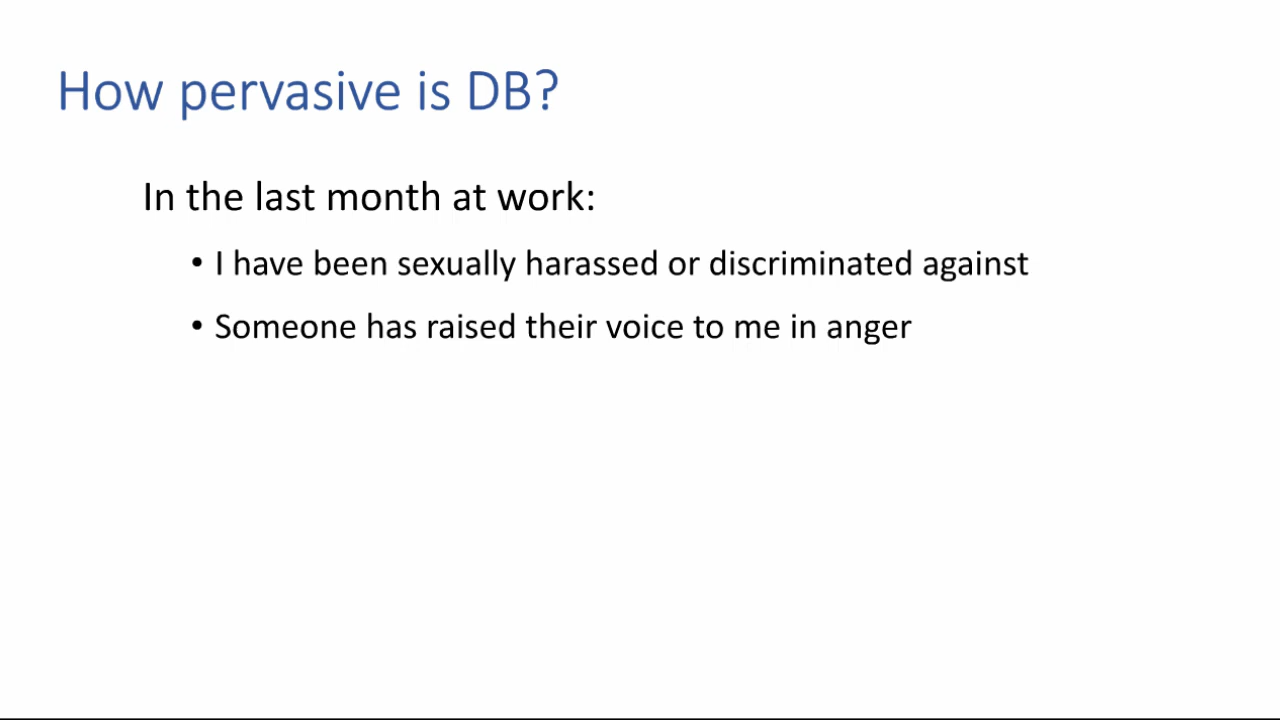 How pervasive is DB?
In the last month at work:
• I have been sexually harassed or discriminated against
• Someone has raised their voice to me in anger